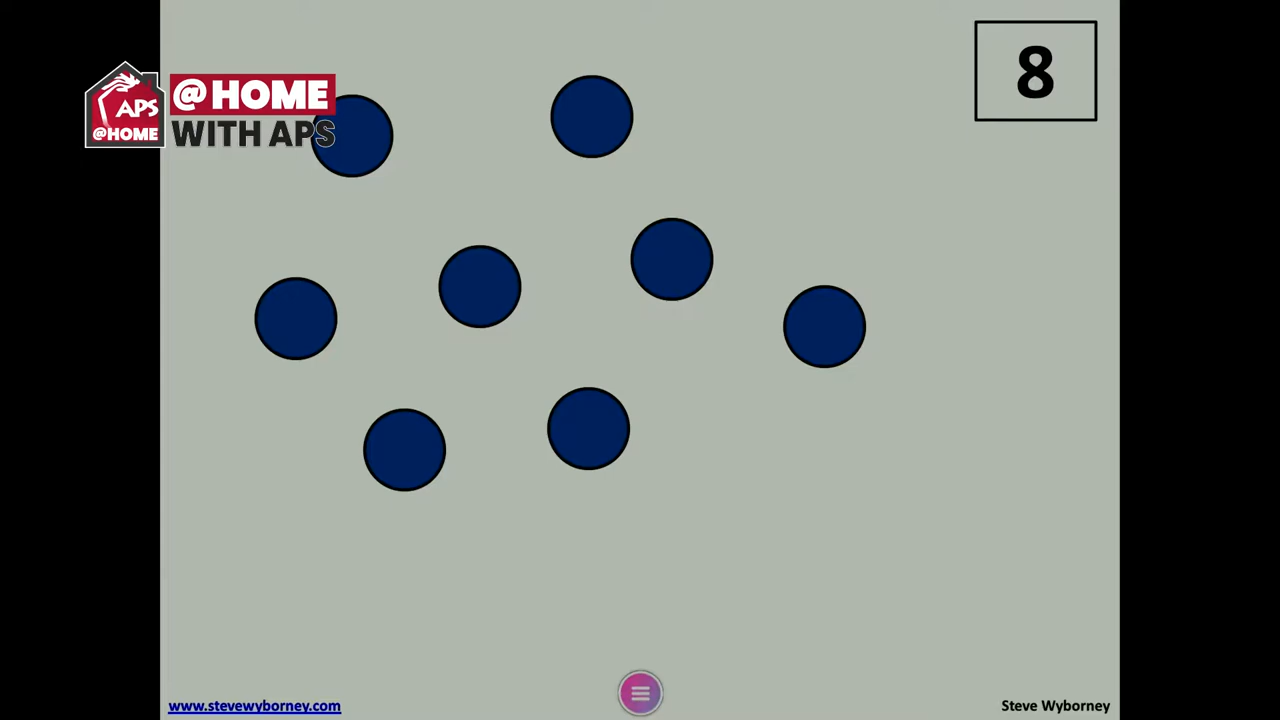 8
@HOME
WITH APS
APS
@HOME
www.stevewyborney.com
Steve Wyborney